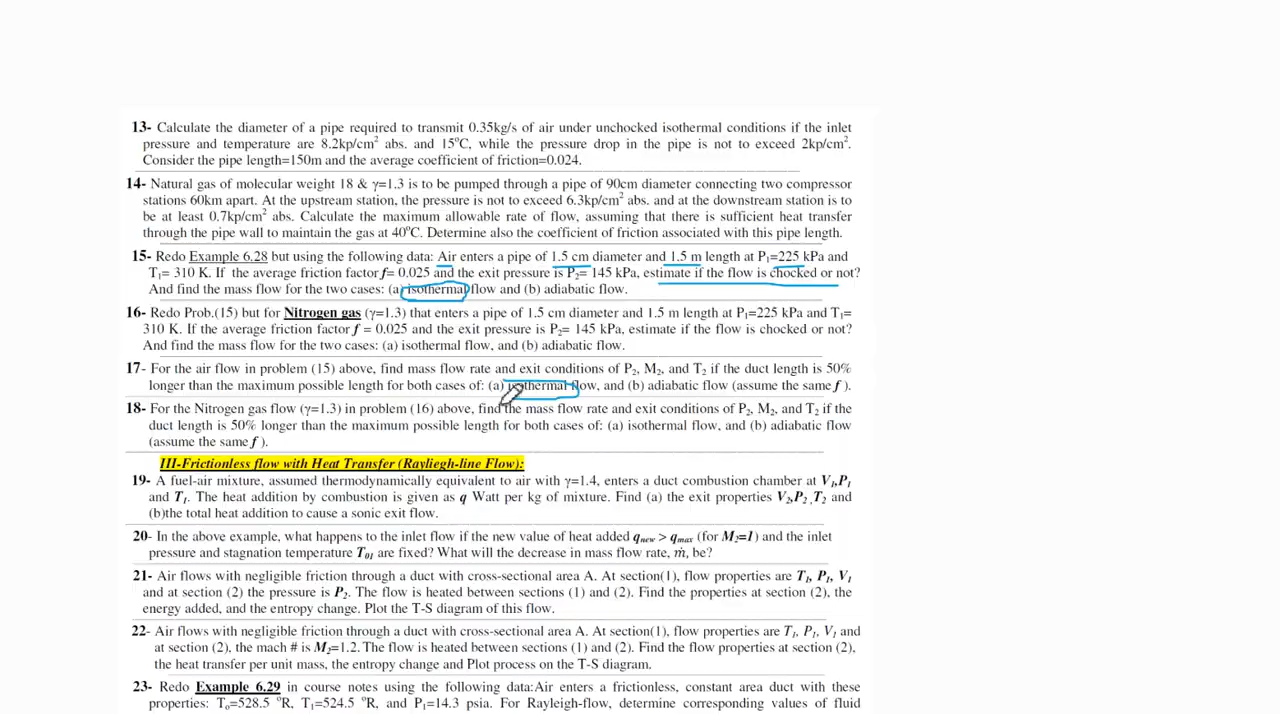 13- Calculate the diameter of a pipe required to transmit 0.35kg/s of air under unchocked isothermal conditions if the inlet
pressure and temperature are 8.2kp/cm² abs. and 15°C, while the pressure drop in the pipe is not to exceed 2kp/cm².
Consider the pipe length=150m and the average coefficient of friction=0.024.
14- Natural gas of molecular weight 18 & γ=1.3 is to be pumped through a pipe of 90cm diameter connecting two compressor
stations 60km apart. At the upstream station, the pressure is not to exceed 6.3kp/cm² abs. and at the downstream station is to
be at least 0.7kp/cm² abs. Calculate the maximum allowable rate of flow, assuming that there is sufficient heat transfer
through the pipe wall to maintain the gas at 40°C. Determine also the coefficient of friction associated with this pipe length.
15- Redo Example 6.28 but using the following data: Air enters a pipe of 1.5 cm diameter and 1.5 m length at P₁=225 kPa and
T₁= 310 K. If the average friction factor f= 0.025 and the exit pressure is P₂= 145 kPa, estimate if the flow is chocked or not?
And find the mass flow for the two cases: (a) isothermal flow and (b) adiabatic flow.
16- Redo Prob.(15) but for Nitrogen gas (γ=1.3) that enters a pipe of 1.5 cm diameter and 1.5 m length at P₁=225 kPa and T₁=
310 K. If the average friction factor f = 0.025 and the exit pressure is P₂= 145 kPa, estimate if the flow is chocked or not?
And find the mass flow for the two cases: (a) isothermal flow, and (b) adiabatic flow.
17- For the air flow in problem (15) above, find mass flow rate and exit conditions of P₂, M₂, and T₂ if the duct length is 50%
longer than the maximum possible length for both cases of: (a) isothermal flow, and (b) adiabatic flow (assume the same f ).
18- For the Nitrogen gas flow (γ=1.3) in problem (16) above, find the mass flow rate and exit conditions of P₂, M₂, and T₂ if the
duct length is 50% longer than the maximum possible length for both cases of: (a) isothermal flow, and (b) adiabatic flow
(assume the same f ).
III-Frictionless flow with Heat Transfer (Rayliegh-line Flow):
19- A fuel-air mixture, assumed thermodynamically equivalent to air with γ=1.4, enters a duct combustion chamber at V₁,P₁
and T₁. The heat addition by combustion is given as q Watt per kg of mixture. Find (a) the exit properties V₂,P₂ ,T₂ and
(b)the total heat addition to cause a sonic exit flow.
20- In the above example, what happens to the inlet flow if the new value of heat added qnew > qmax (for M₂=1) and the inlet
pressure and stagnation temperature T₀₁ are fixed? What will the decrease in mass flow rate, ṁ, be?
21- Air flows with negligible friction through a duct with cross-sectional area A. At section(1), flow properties are T₁, P₁, V₁
and at section (2) the pressure is P₂. The flow is heated between sections (1) and (2). Find the properties at section (2), the
energy added, and the entropy change. Plot the T-S diagram of this flow.
22- Air flows with negligible friction through a duct with cross-sectional area A. At section(1), flow properties are T₁, P₁, V₁ and
at section (2), the mach # is M₂=1.2. The flow is heated between sections (1) and (2). Find the flow properties at section (2),
the heat transfer per unit mass, the entropy change and Plot process on the T-S diagram.
23- Redo Example 6.29 in course notes using the following data:Air enters a frictionless, constant area duct with these
properties: Tₒ=528.5 °R, T₁=524.5 °R, and P₁=14.3 psia. For Rayleigh-flow, determine corresponding values of fluid